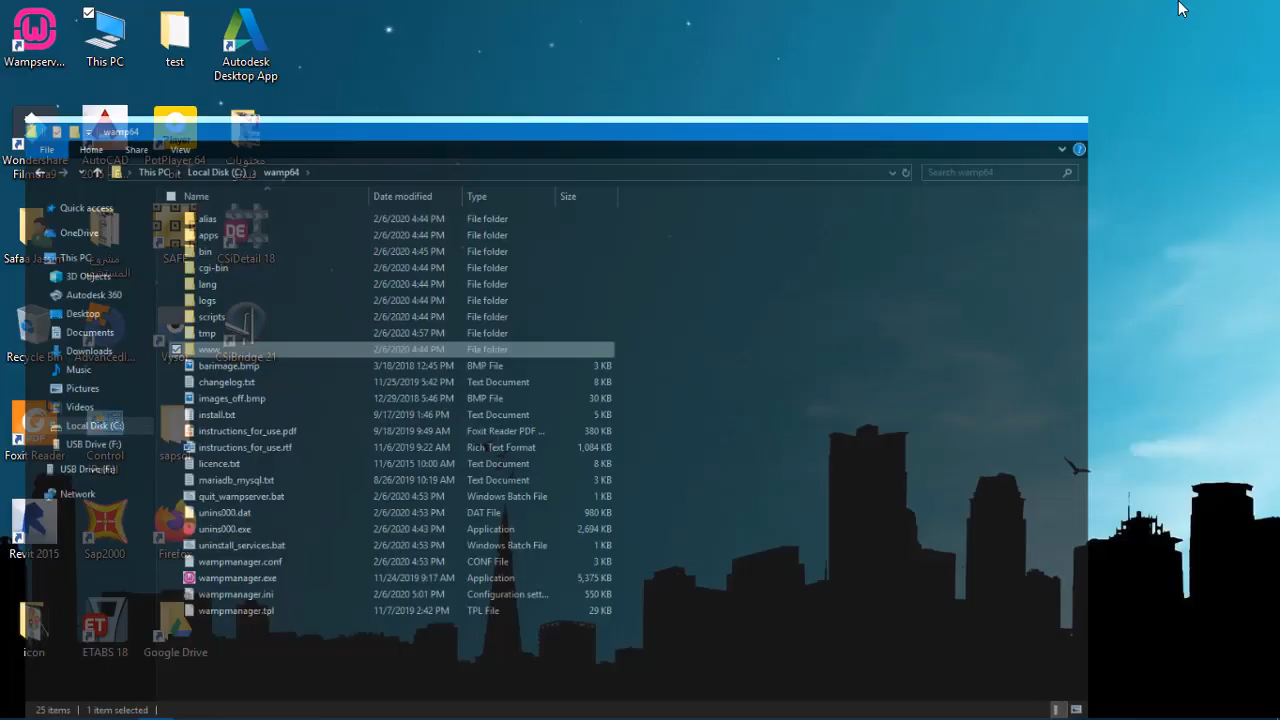 Wampserv...
This PC
test
Autodesk
Desktop App
wamp64
File
Home
Share
View
Wondershare
Filmora9
AutoCAD
PotPlayer 64
محتويات
This PC
Local Disk (C:)
wamp64
Search wamp64
Name
Date modified
Type
Size
Quick access
OneDrive
This PC
3D Objects
Autodesk 360
Desktop
Documents
Downloads
Music
Pictures
Videos
Local Disk (C:)
USB Drive (F:)
USB Drive (F:)
Network
alias 2/6/2020 4:44 PM File folder
apps 2/6/2020 4:44 PM File folder
bin 2/6/2020 4:45 PM File folder
cgi-bin 2/6/2020 4:44 PM File folder
lang 2/6/2020 4:44 PM File folder
logs 2/6/2020 4:44 PM File folder
scripts 2/6/2020 4:44 PM File folder
tmp 2/6/2020 4:57 PM File folder
www 2/6/2020 4:44 PM File folder
barimage.bmp 3/18/2018 12:45 PM BMP File 3 KB
changelog.txt 11/25/2019 5:42 PM Text Document 8 KB
images_off.bmp 12/29/2018 5:46 PM BMP File 30 KB
install.txt 9/17/2019 1:46 PM Text Document 5 KB
instructions_for_use.pdf 9/18/2019 9:49 AM Foxit Reader PDF ... 380 KB
instructions_for_use.rtf 11/6/2019 9:22 AM Rich Text Format 1,084 KB
licence.txt 11/6/2015 10:00 AM Text Document 8 KB
mariadb_mysql.txt 8/26/2019 10:19 AM Text Document 3 KB
quit_wampserver.bat 2/6/2020 4:53 PM Windows Batch File 1 KB
unins000.dat 2/6/2020 4:53 PM DAT File 980 KB
unins000.exe 2/6/2020 4:43 PM Application 2,694 KB
uninstall_services.bat 2/6/2020 4:53 PM Windows Batch File 1 KB
wampmanager.conf 2/6/2020 4:53 PM CONF File 3 KB
wampmanager.exe 11/24/2019 9:17 AM Application 5,375 KB
wampmanager.ini 2/6/2020 5:01 PM Configuration sett... 550 KB
wampmanager.tpl 11/7/2019 2:42 PM TPL File 29 KB
Safaa Jassim
مشروع
SAFE
CSiDetail 18
Recycle Bin
CSiBridge 21
Foxit Reader
Control
Revit 2015
Sap2000
Firefox
icon
ETABS 18
Google Drive
25 items
1 item selected